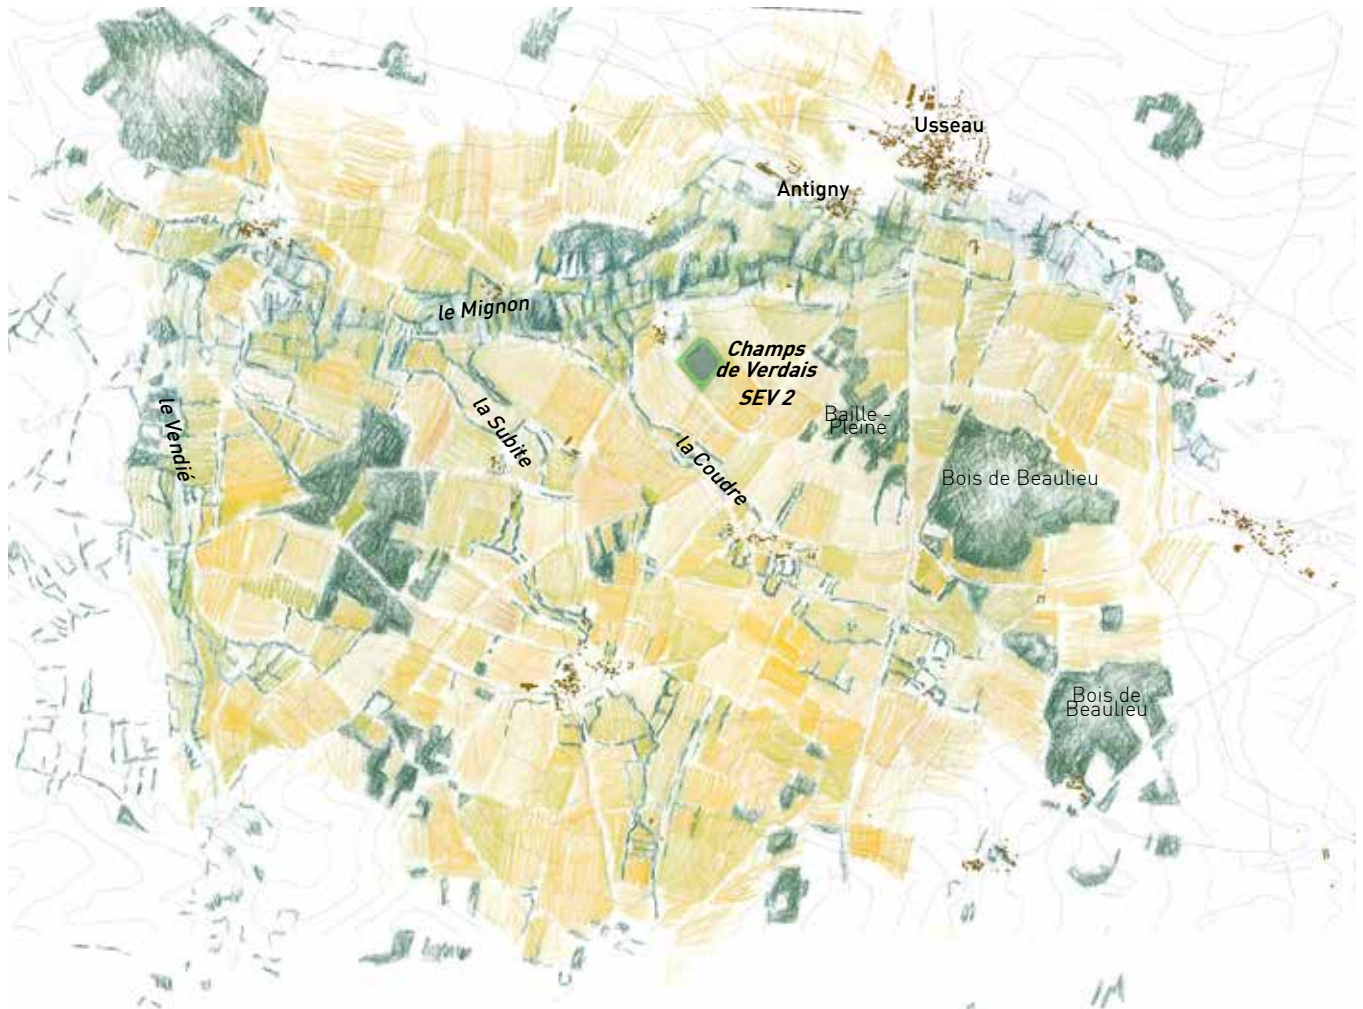 Usseau
Antigny
le Mignon
Champs
de Verdais
SEV 2
le Vendié
la Subite
la Coudre
Baille -
Pleine
Bois de Beaulieu
Bois de
Beaulieu